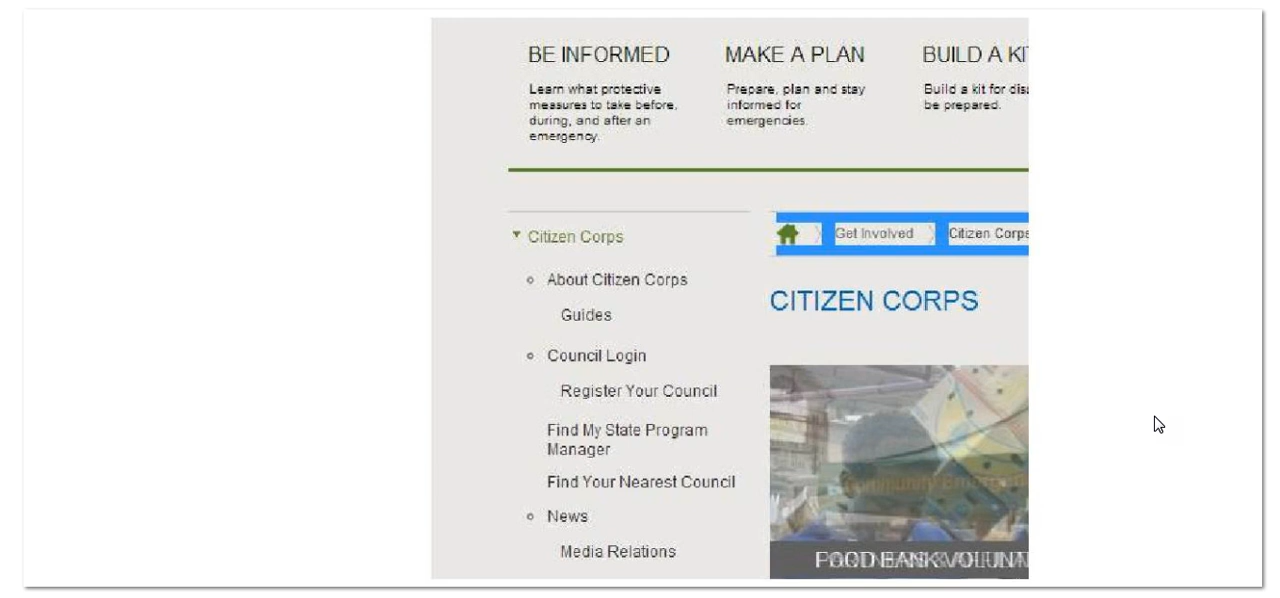 BE INFORMED
MAKE A PLAN
BUILD A KI
Learn what protective
measures to take before,
during, and after an
emergency.
Prepare, plan and stay
informed for
emergencies.
Build a kit for
be prepared.
Citizen Corps
About Citizen Corps
Guides
Council Login
Register Your Council
Find My State Program
Manager
Find Your Nearest Council
News
Media Relations
Get Involved
Citizen Corps
CITIZEN CORPS
FOOD BANK VOLUNT